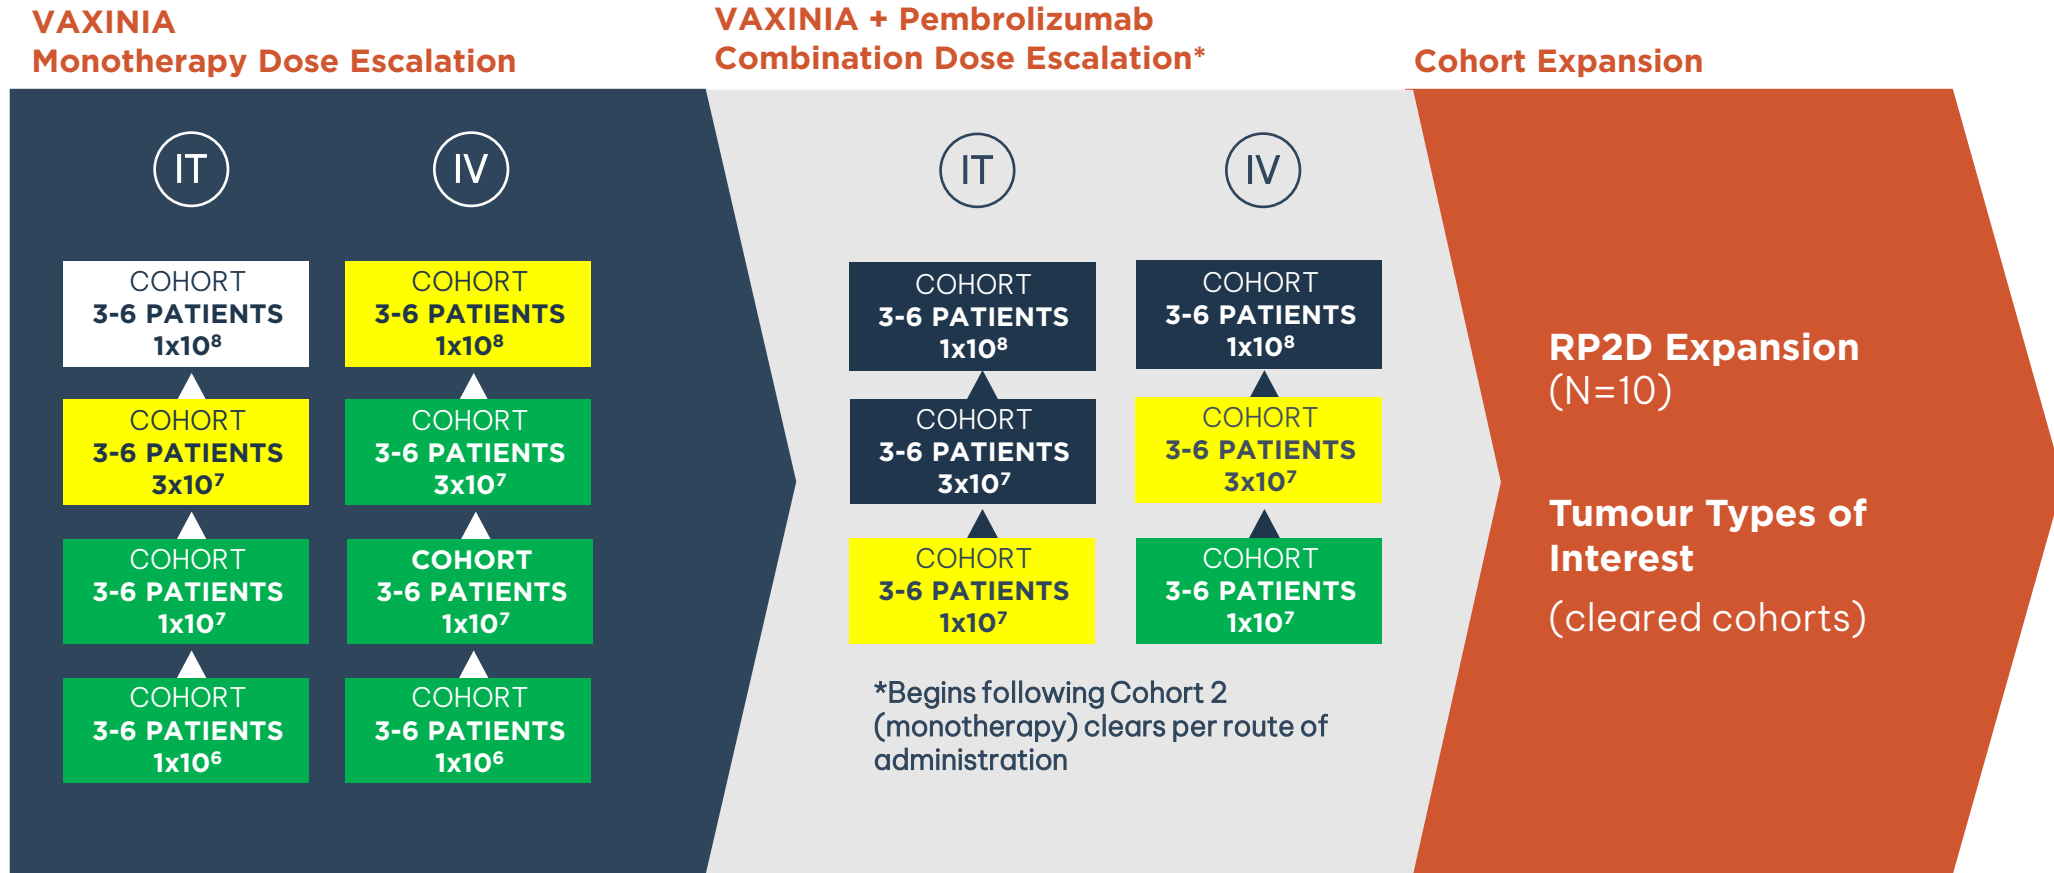 VAXINIA
Monotherapy Dose Escalation
IT
IV
COHORT
3-6 PATIENTS
1x10⁸
COHORT
3-6 PATIENTS
1x10⁸
COHORT
3-6 PATIENTS
3x10⁷
COHORT
3-6 PATIENTS
3x10⁷
COHORT
3-6 PATIENTS
1x10⁷
COHORT
3-6 PATIENTS
1x10⁷
COHORT
3-6 PATIENTS
1x10⁶
COHORT
3-6 PATIENTS
1x10⁶
VAXINIA + Pembrolizumab
Combination Dose Escalation*
IT
IV
COHORT
3-6 PATIENTS
1x10⁸
COHORT
3-6 PATIENTS
1x10⁸
COHORT
3-6 PATIENTS
3x10⁷
COHORT
3-6 PATIENTS
3x10⁷
COHORT
3-6 PATIENTS
1x10⁷
COHORT
3-6 PATIENTS
1x10⁷
*Begins following Cohort 2
(monotherapy) clears per route of
administration
Cohort Expansion
RP2D Expansion
(N=10)
Tumour Types of
Interest
(cleared cohorts)